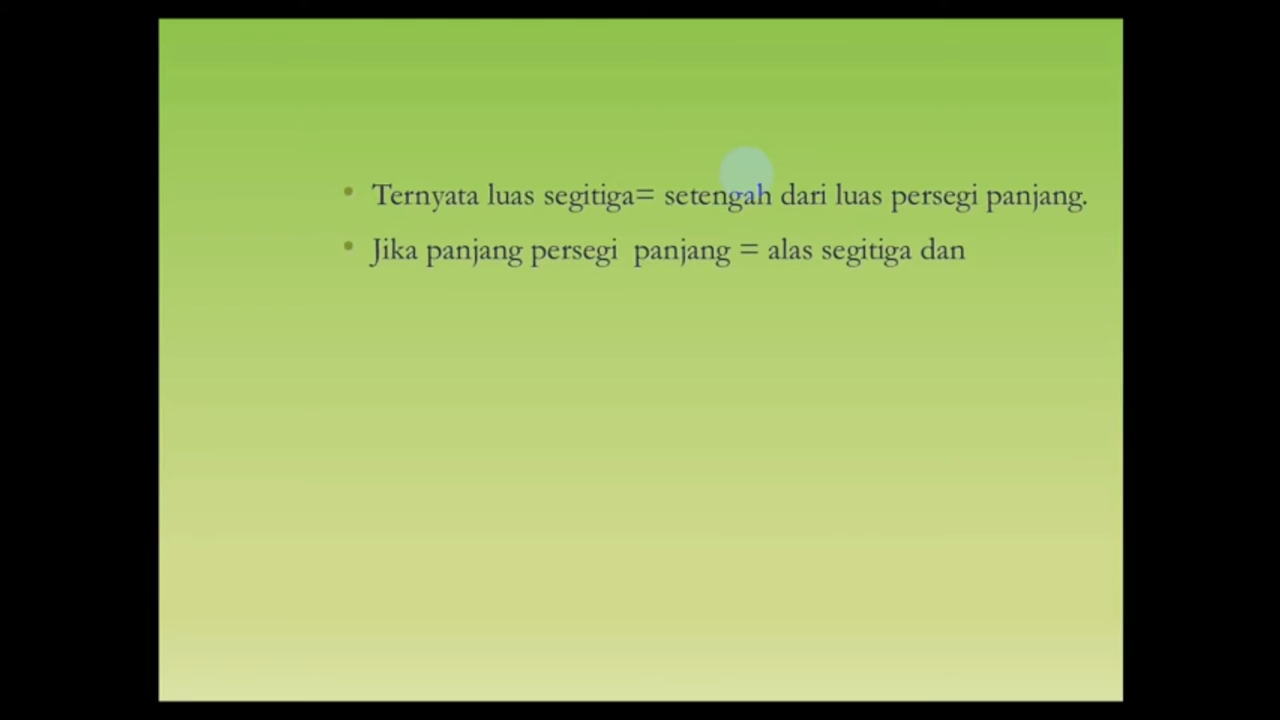 • Ternyata luas segitiga= setengah dari luas persegi panjang.
• Jika panjang persegi  panjang = alas segitiga dan